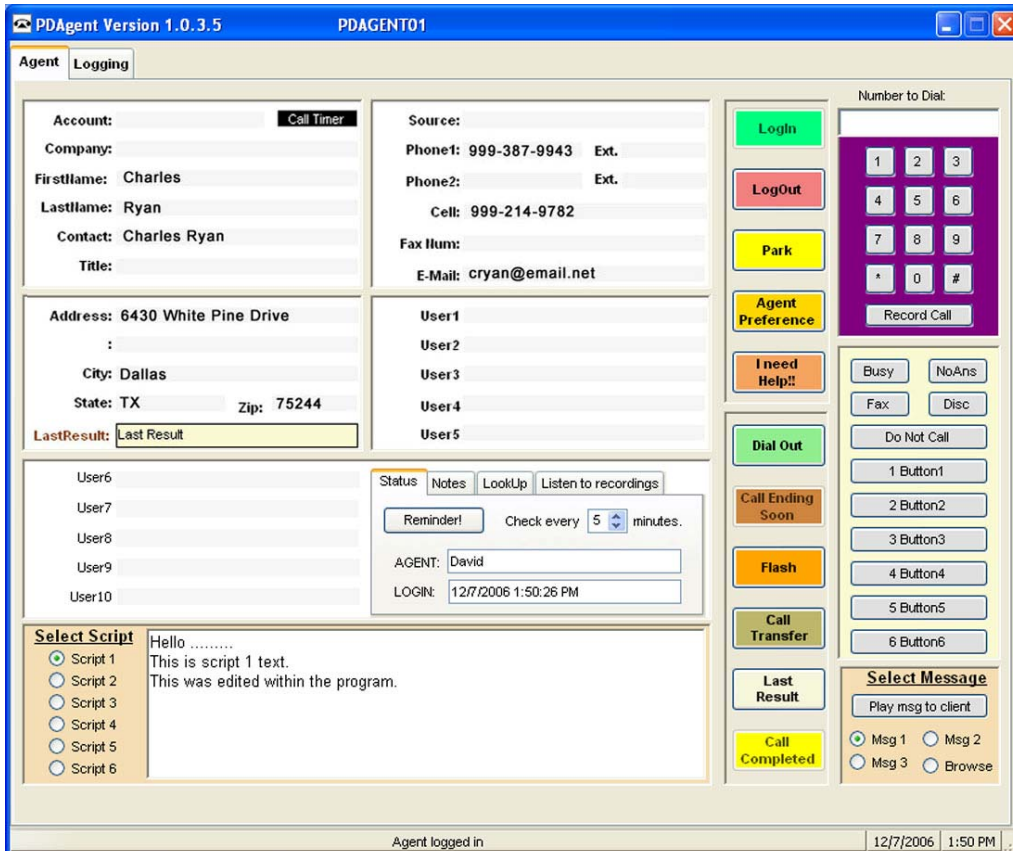 PDAgent Version 1.0.3.5 PDAGENT01
Agent Logging
Account: Call Timer
Company:
FirstName: Charles
LastName: Ryan
Contact: Charles Ryan
Title:
Source:
Phone1: 999-387-9943 Ext.
Phone2: Ext.
Cell: 999-214-9782
Fax Num:
E-Mail: cryan@email.net
Address: 6430 White Pine Drive
:
City: Dallas
State: TX Zip: 75244
LastResult: Last Result
User1
User2
User3
User4
User5
User6
User7
User8
User9
User10
Status Notes LookUp Listen to recordings
Reminder! Check every 5 minutes.
AGENT: David
LOGIN: 12/7/2006 1:50:26 PM
Select Script
Script 1
Script 2
Script 3
Script 4
Script 5
Script 6
Hello .........
This is script 1 text.
This was edited within the program.
LogIn
LogOut
Park
Agent
Preference
I need
Help!!
Dial Out
Call Ending
Soon
Flash
Call
Transfer
Last
Result
Call
Completed
Number to Dial:
1 2 3
4 5 6
7 8 9
* 0 #
Record Call
Busy NoAns
Fax Disc
Do Not Call
1 Button1
2 Button2
3 Button3
4 Button4
5 Button5
6 Button6
Select Message
Play msg to client
Msg 1 Msg 2
Msg 3 Browse
Agent logged in 12/7/2006 1:50 PM